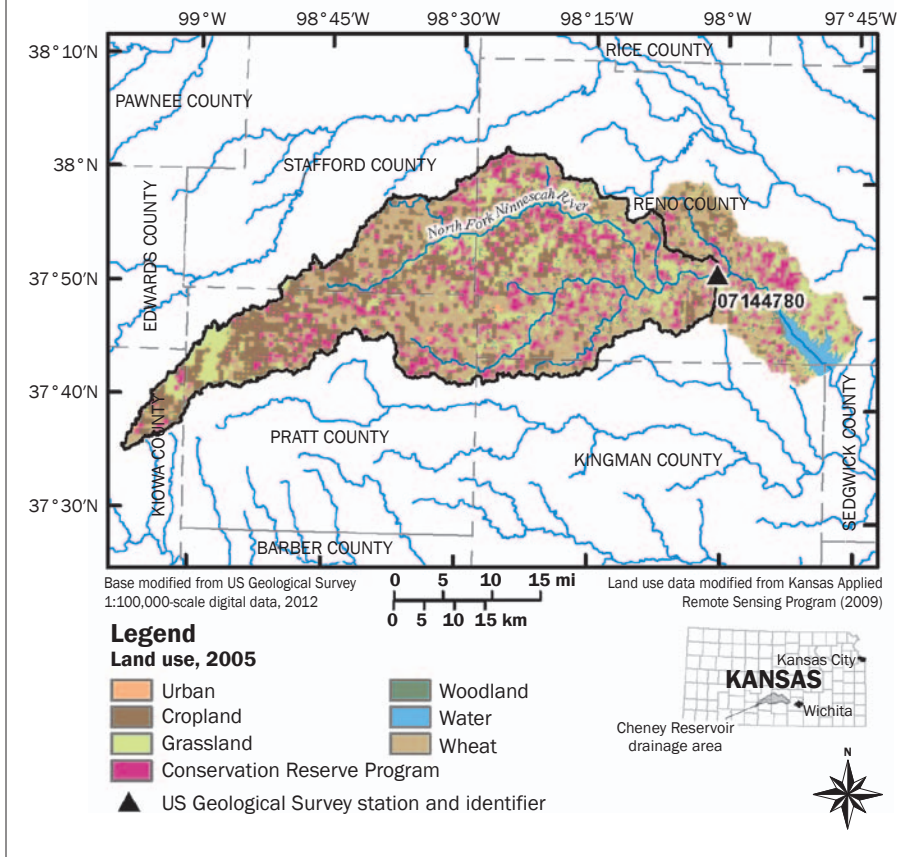 99°W 98°45′W 98°30′W 98°15′W 98°W 97°45′W
38°10′N
RICE COUNTY
PAWNEE COUNTY
38°N
STAFFORD COUNTY
EDWARDS COUNTY
North Fork Ninnescah River
RENO COUNTY
37°50′N
07144780
37°40′N
KIOWA COUNTY
PRATT COUNTY
KINGMAN COUNTY
SEDGWICK COUNTY
37°30′N
BARBER COUNTY
Base modified from US Geological Survey
1:100,000-scale digital data, 2012
0 5 10 15 mi
0 5 10 15 km
Land use data modified from Kansas Applied
Remote Sensing Program (2009)
Legend
Land use, 2005
Urban
Cropland
Grassland
Conservation Reserve Program
Woodland
Water
Wheat
US Geological Survey station and identifier
Kansas City
KANSAS
Wichita
Cheney Reservoir
drainage area
N